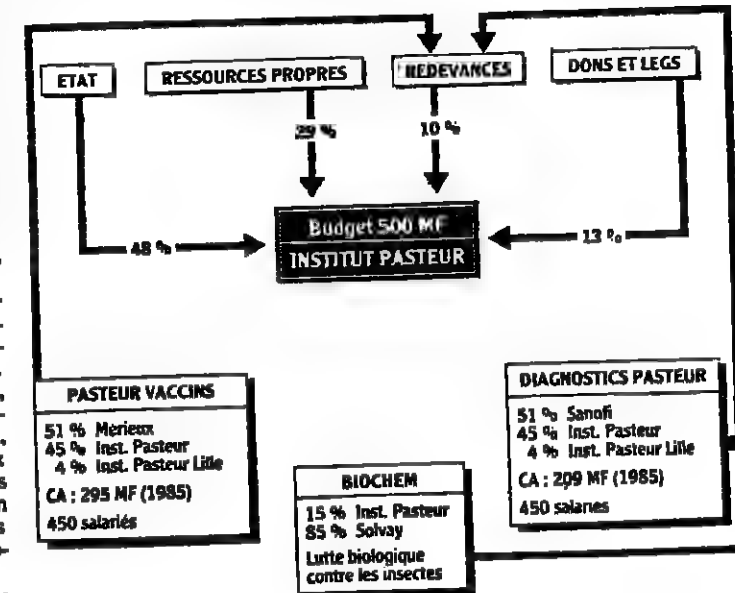 ETAT
RESSOURCES PROPRES
REDEVANCES
DONS ET LEGS
29 %
10 %
48 %
13 %
Budget 500 MF
INSTITUT PASTEUR
PASTEUR VACCINS
51 % Mérieux
45 % Inst. Pasteur
4 % Inst. Pasteur Lille
CA : 295 MF (1985)
450 salariés
BIOCHEM
15 % Inst. Pasteur
85 % Solvay
Lutte biologique
contre les insectes
DIAGNOSTICS PASTEUR
51 % Sanofi
45 % Inst. Pasteur
4 % Inst. Pasteur Lille
CA : 209 MF (1985)
450 salaries